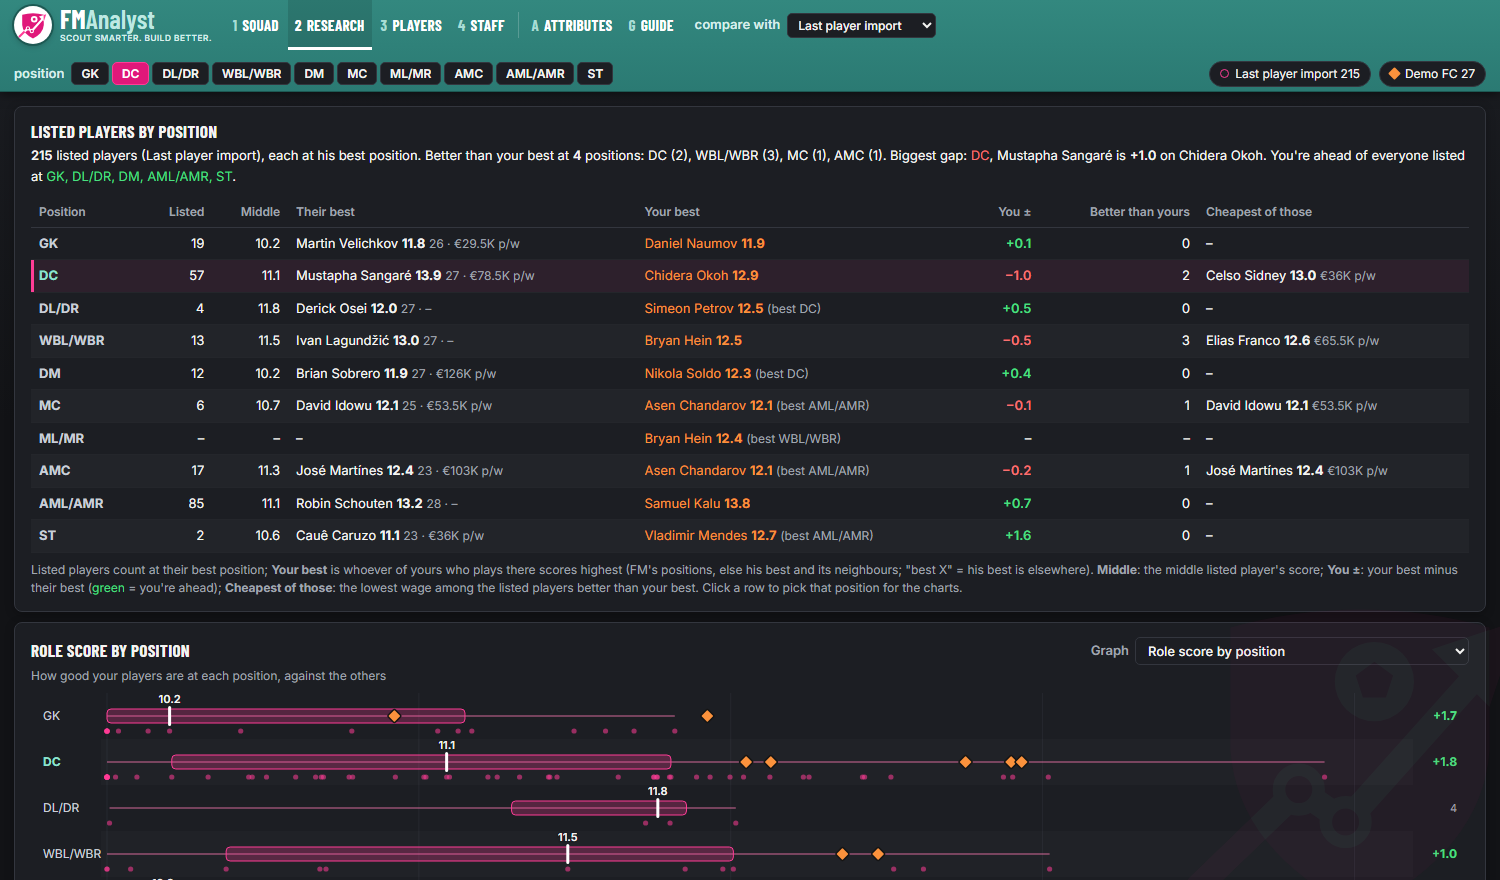 FMAnalyst
SCOUT SMARTER. BUILD BETTER.
1 SQUAD 2 RESEARCH 3 PLAYERS 4 STAFF A ATTRIBUTES G GUIDE compare with Last player import
position GK DC DL/DR WBL/WBR DM MC ML/MR AMC AML/AMR ST Last player import 215 Demo FC 27
LISTED PLAYERS BY POSITION
215 listed players (Last player import), each at his best position. Better than your best at 4 positions: DC (2), WBL/WBR (3), MC (1), AMC (1). Biggest gap: DC, Mustapha Sangaré is +1.0 on Chidera Okoh. You're ahead of everyone listed
at GK, DL/DR, DM, AML/AMR, ST.
Position Listed Middle Their best Your best You ± Better than yours Cheapest of those
GK 19 10.2 Martin Velichkov 11.8 26 · €29.5K p/w Daniel Naumov 11.9 +0.1 0 –
DC 57 11.1 Mustapha Sangaré 13.9 27 · €78.5K p/w Chidera Okoh 12.9 −1.0 2 Celso Sidney 13.0 €36K p/w
DL/DR 4 11.8 Derick Osei 12.0 27 · – Simeon Petrov 12.5 (best DC) +0.5 0 –
WBL/WBR 13 11.5 Ivan Lagundžić 13.0 27 · – Bryan Hein 12.5 −0.5 3 Elias Franco 12.6 €65.5K p/w
DM 12 10.2 Brian Sobrero 11.9 27 · €126K p/w Nikola Soldo 12.3 (best DC) +0.4 0 –
MC 6 10.7 David Idowu 12.1 25 · €53.5K p/w Asen Chandarov 12.1 (best AML/AMR) −0.1 1 David Idowu 12.1 €53.5K p/w
ML/MR – – – Bryan Hein 12.4 (best WBL/WBR) – – –
AMC 17 11.3 José Martínes 12.4 23 · €103K p/w Asen Chandarov 12.1 (best AML/AMR) −0.2 1 José Martínes 12.4 €103K p/w
AML/AMR 85 11.1 Robin Schouten 13.2 28 · – Samuel Kalu 13.8 +0.7 0 –
ST 2 10.6 Cauê Caruzo 11.1 23 · €36K p/w Vladimir Mendes 12.7 (best AML/AMR) +1.6 0 –
Listed players count at their best position; Your best is whoever of yours who plays there scores highest (FM's positions, else his best and its neighbours; "best X" = his best is elsewhere). Middle: the middle listed player's score; You ±: your best minus
their best (green = you're ahead); Cheapest of those: the lowest wage among the listed players better than your best. Click a row to pick that position for the charts.
ROLE SCORE BY POSITION Graph Role score by position
How good your players are at each position, against the others
10.2
GK +1.7
11.1
DC +1.8
11.8
DL/DR 4
11.5
WBL/WBR +1.0